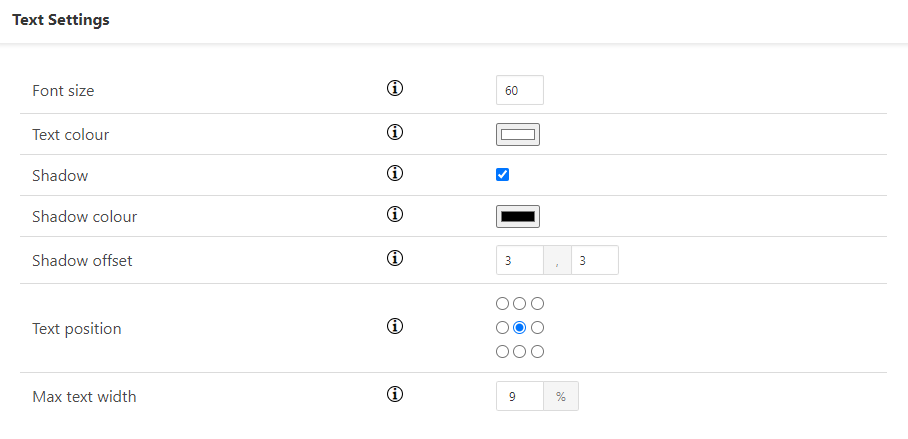 Text Settings
Font size 60
Text colour
Shadow
Shadow colour
Shadow offset 3 , 3
Text position
Max text width 9 %